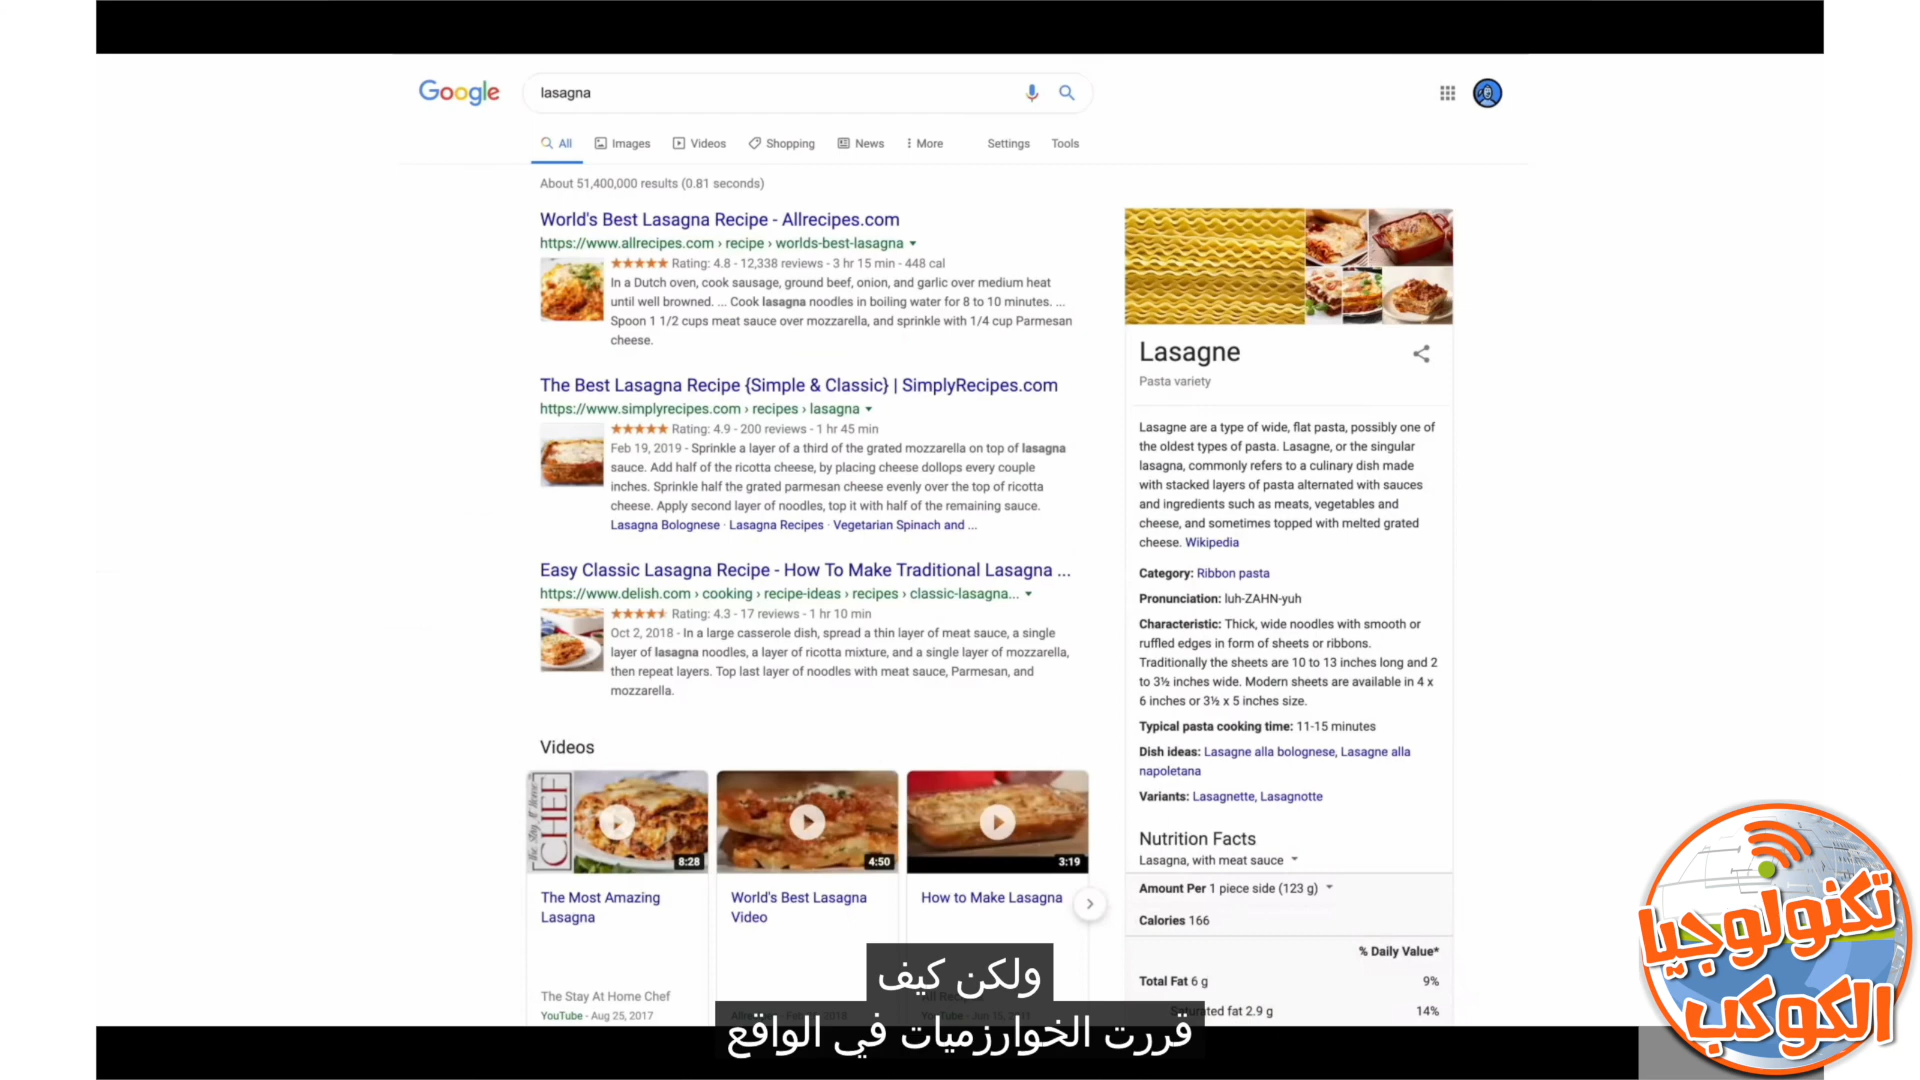 Google
lasagna
All Images Videos Shopping News More Settings Tools
About 51,400,000 results (0.81 seconds)
World's Best Lasagna Recipe - Allrecipes.com
https://www.allrecipes.com › recipe › worlds-best-lasagna
Rating: 4.8 - 12,338 reviews - 3 hr 15 min - 448 cal
In a Dutch oven, cook sausage, ground beef, onion, and garlic over medium heat
until well browned. ... Cook lasagna noodles in boiling water for 8 to 10 minutes. ...
Spoon 1 1/2 cups meat sauce over mozzarella, and sprinkle with 1/4 cup Parmesan
cheese.
The Best Lasagna Recipe {Simple & Classic} | SimplyRecipes.com
https://www.simplyrecipes.com › recipes › lasagna
Rating: 4.9 - 200 reviews - 1 hr 45 min
Feb 19, 2019 - Sprinkle a layer of a third of the grated mozzarella on top of lasagna
sauce. Add half of the ricotta cheese, by placing cheese dollops every couple
inches. Sprinkle half the grated parmesan cheese evenly over the top of ricotta
cheese. Apply second layer of noodles, top it with half of the remaining sauce.
Lasagna Bolognese · Lasagna Recipes · Vegetarian Spinach and ...
Easy Classic Lasagna Recipe - How To Make Traditional Lasagna ...
https://www.delish.com › cooking › recipe-ideas › recipes › classic-lasagna...
Rating: 4.3 - 17 reviews - 1 hr 10 min
Oct 2, 2018 - In a large casserole dish, spread a thin layer of meat sauce, a single
layer of lasagna noodles, a layer of ricotta mixture, and a single layer of mozzarella,
then repeat layers. Top last layer of noodles with meat sauce, Parmesan, and
mozzarella.
Videos
The Stay At Home CHEF
8:28
4:50
3:19
The Most Amazing
Lasagna
World's Best Lasagna
Video
How to Make Lasagna
The Stay At Home Chef
YouTube - Aug 25, 2017
Lasagne
Pasta variety
Lasagne are a type of wide, flat pasta, possibly one of
the oldest types of pasta. Lasagne, or the singular
lasagna, commonly refers to a culinary dish made
with stacked layers of pasta alternated with sauces
and ingredients such as meats, vegetables and
cheese, and sometimes topped with melted grated
cheese. Wikipedia
Category: Ribbon pasta
Pronunciation: luh-ZAHN-yuh
Characteristic: Thick, wide noodles with smooth or
ruffled edges in form of sheets or ribbons.
Traditionally the sheets are 10 to 13 inches long and 2
to 3½ inches wide. Modern sheets are available in 4 x
6 inches or 3½ x 5 inches size.
Typical pasta cooking time: 11-15 minutes
Dish ideas: Lasagne alla bolognese, Lasagne alla
napoletana
Variants: Lasagnette, Lasagnotte
Nutrition Facts
Lasagna, with meat sauce
Amount Per 1 piece side (123 g)
Calories 166
% Daily Value*
Total Fat 6 g 9%
Saturated fat 2.9 g 14%
ولكن كيف
قررت الخوارزميات في الواقع
تكنولوجيا
الكوكب